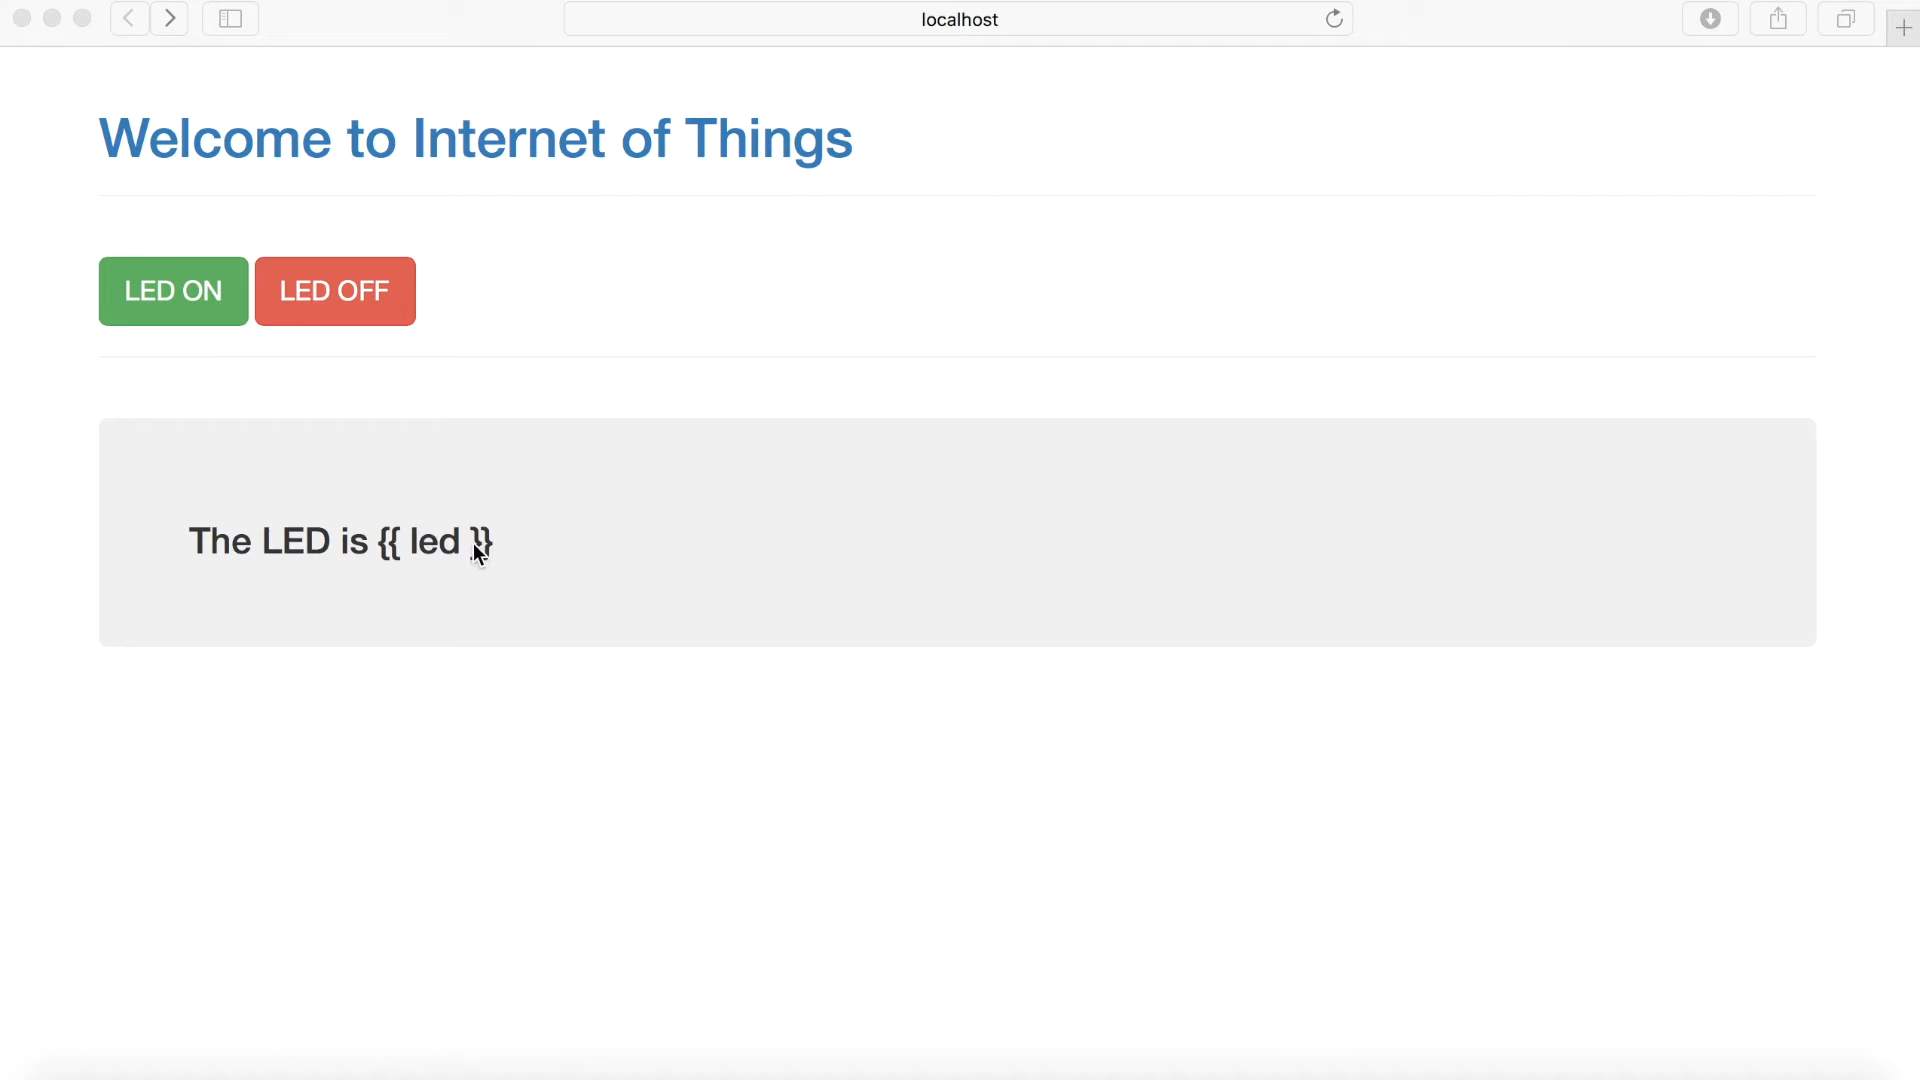 localhost
Welcome to Internet of Things
LED ON LED OFF
The LED is {{ led }}